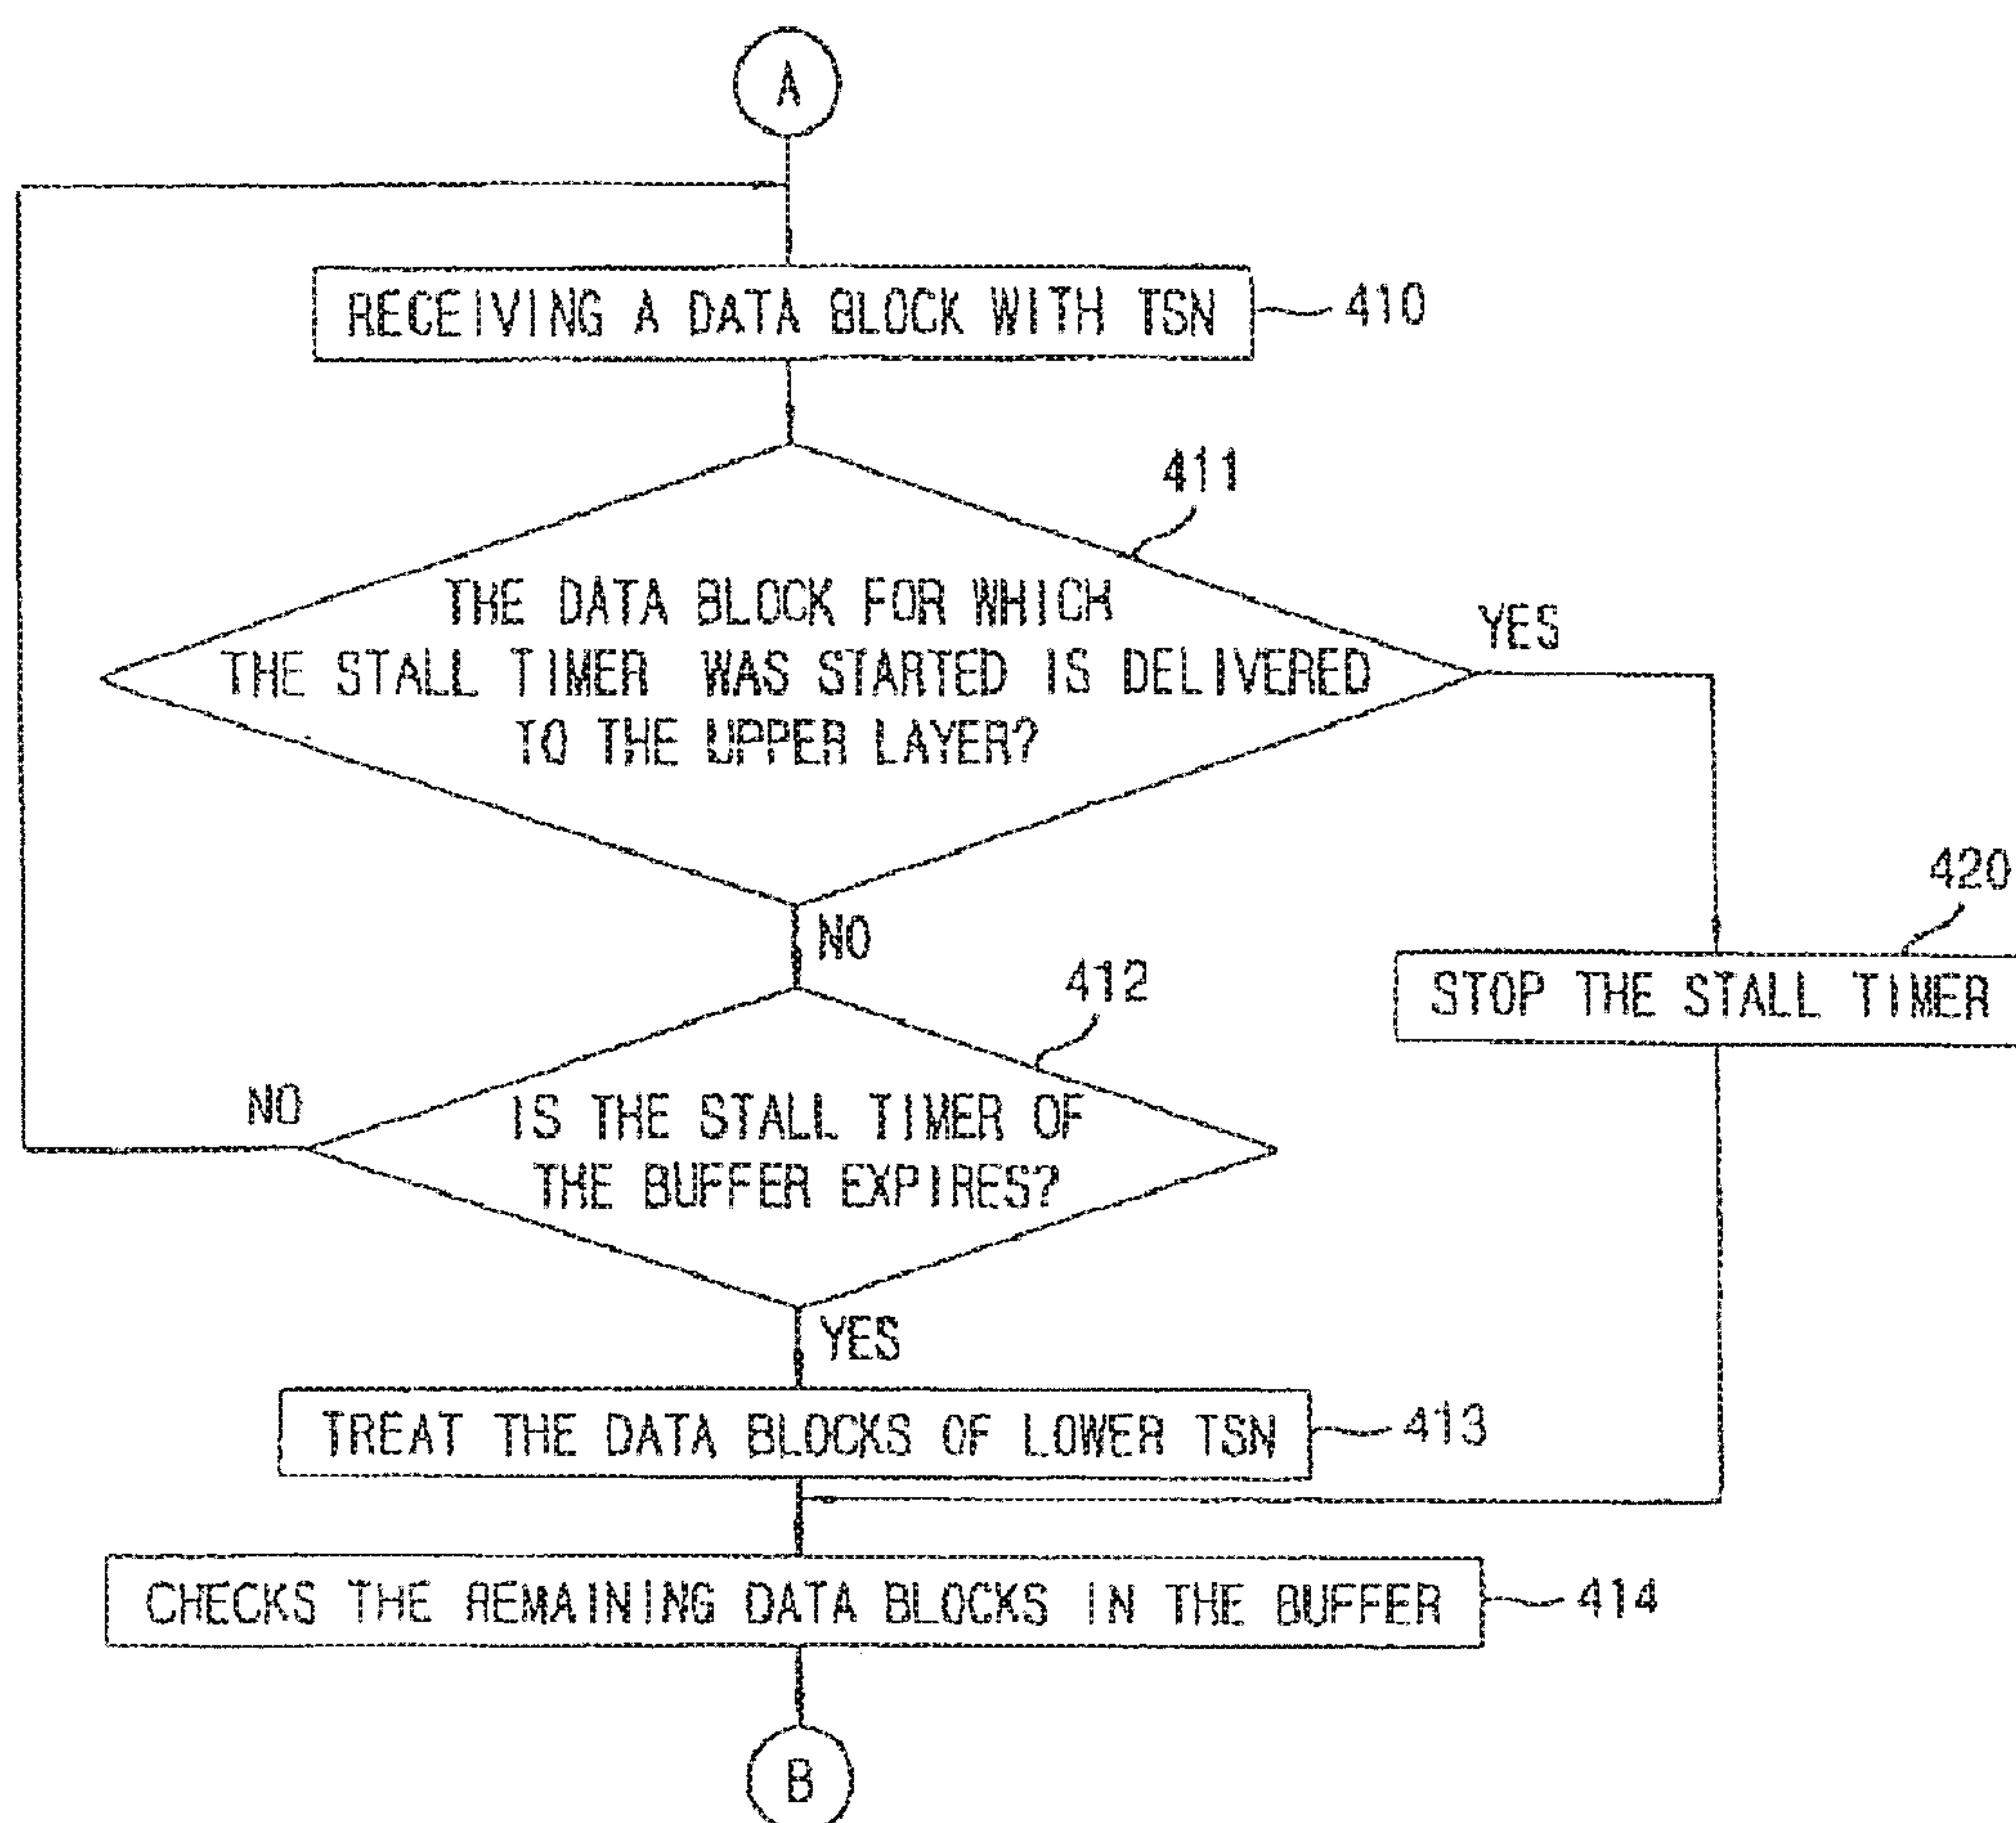 A
RECEIVING A DATA BLOCK WITH TSN
410
411
THE DATA BLOCK FOR WHICH
THE STALL TIMER WAS STARTED IS DELIVERED
TO THE UPPER LAYER?
YES
NO
420
STOP THE STALL TIMER
412
IS THE STALL TIMER OF
THE BUFFER EXPIRES?
NO
YES
TREAT THE DATA BLOCKS OF LOWER TSN
413
CHECKS THE REMAINING DATA BLOCKS IN THE BUFFER
414
B